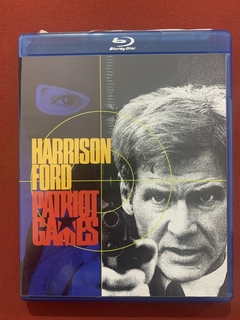 Blu-ray Disc
HARRISON
FORD
PATRIOT
GAMES